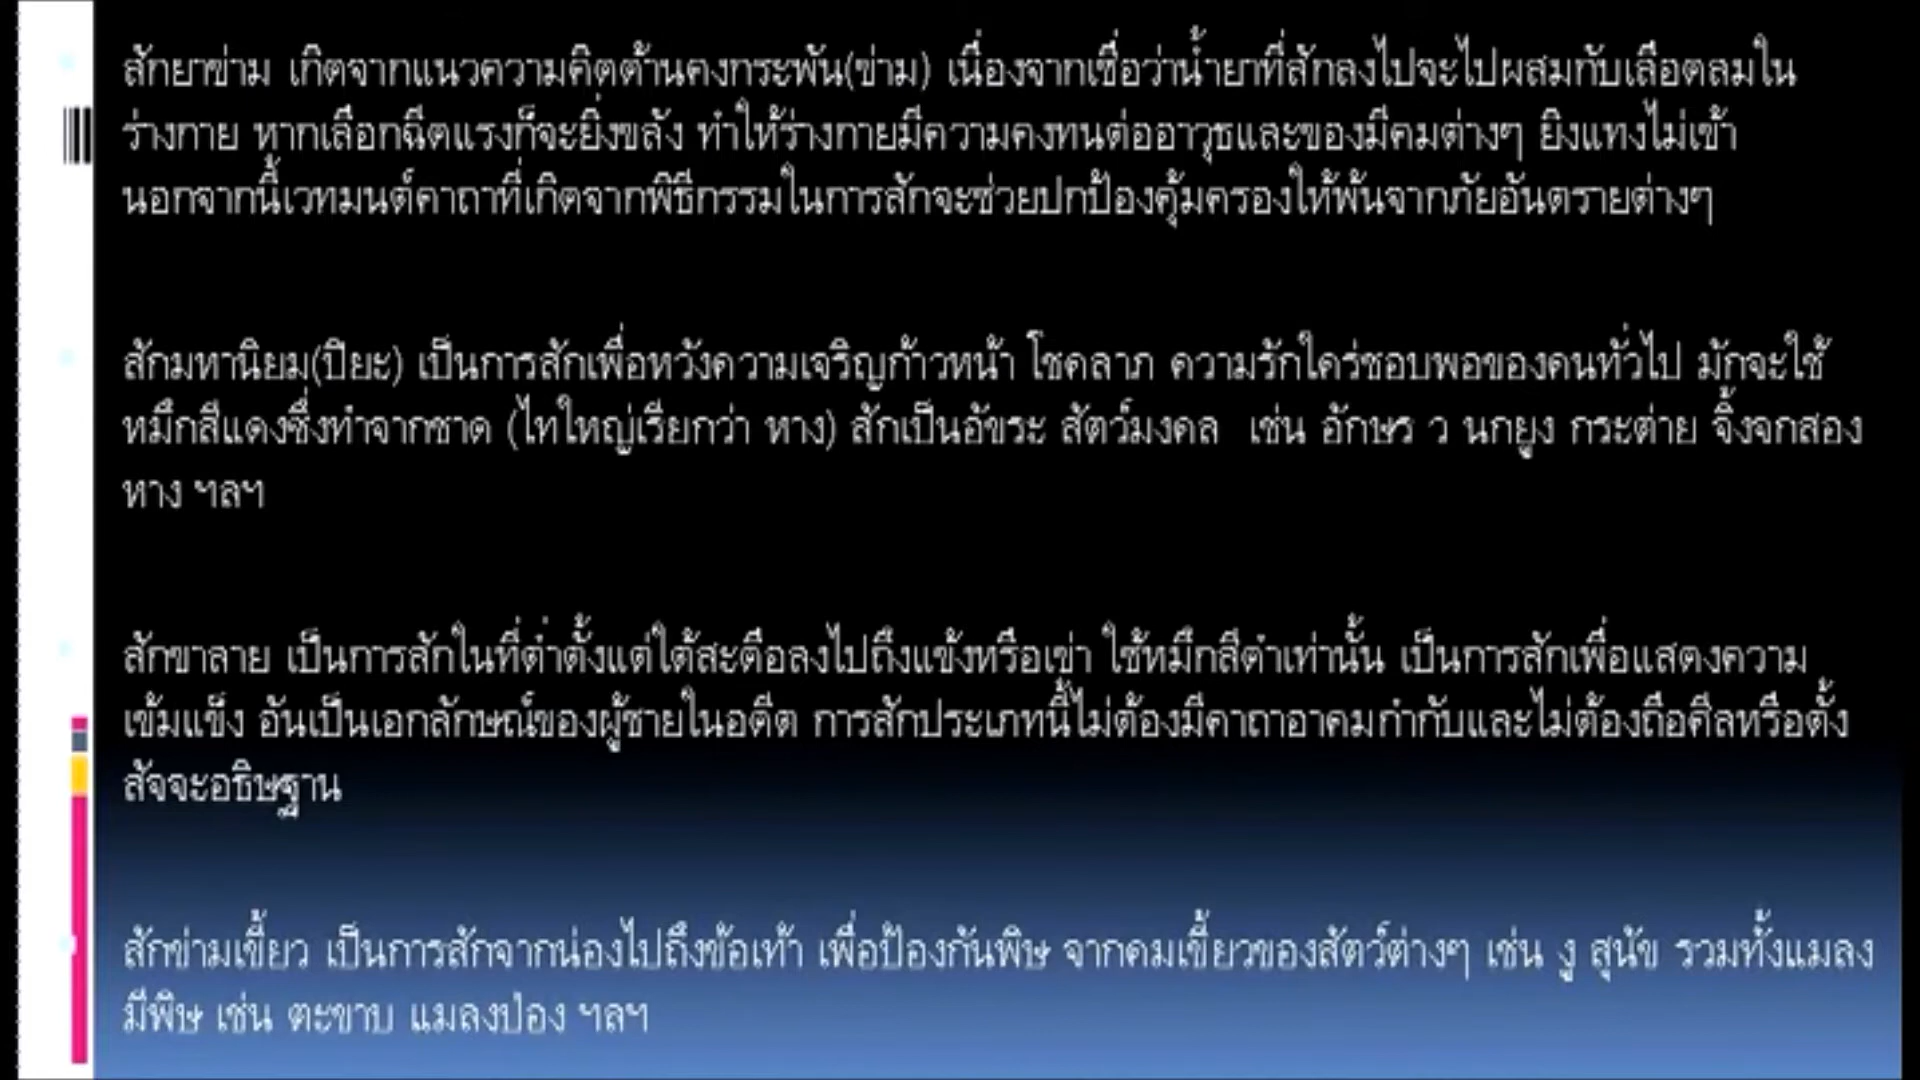 สักยาข่าม เกิดจากแนวความคิดด้านคงกระพัน(ข่าม) เนื่องจากเชื่อว่าน้ำยาที่สักลงไปจะไปผสมกับเลือดลมใน
ร่างกาย หากเลือกฉีดแรงก็จะยิ่งขลัง ทำให้ร่างกายมีความคงทนต่ออาวุธและของมีคมต่างๆ ยิงแทงไม่เข้า
นอกจากนี้เวทมนต์คาถาที่เกิดจากพิธีกรรมในการสักจะช่วยปกป้องคุ้มครองให้พ้นจากภัยอันตรายต่างๆ
สักมหานิยม(ปิยะ) เป็นการสักเพื่อหวังความเจริญก้าวหน้า โชคลาภ ความรักใคร่ชอบพอของคนทั่วไป มักจะใช้
หมึกสีแดงซึ่งทำจากชาด (ไทใหญ่เรียกว่า หาง) สักเป็นอักขระ สัตว์มงคล เช่น อักษร ว นกยูง กระต่าย จิ้งจกสอง
หาง ฯลฯ
สักขาลาย เป็นการสักในที่ต่ำตั้งแต่ใต้สะดือลงไปถึงแข้งหรือเข่า ใช้หมึกสีดำเท่านั้น เป็นการสักเพื่อแสดงความ
เข้มแข็ง อันเป็นเอกลักษณ์ของผู้ชายในอดีต การสักประเภทนี้ไม่ต้องมีคาถาอาคมกำกับและไม่ต้องถือศีลหรือตั้ง
สัจจะอธิษฐาน
สักข่ามเขี้ยว เป็นการสักจากน่องไปถึงข้อเท้า เพื่อป้องกันพิษ จากคมเขี้ยวของสัตว์ต่างๆ เช่น งู สุนัข รวมทั้งแมลง
มีพิษ เช่น ตะขาบ แมลงป่อง ฯลฯ